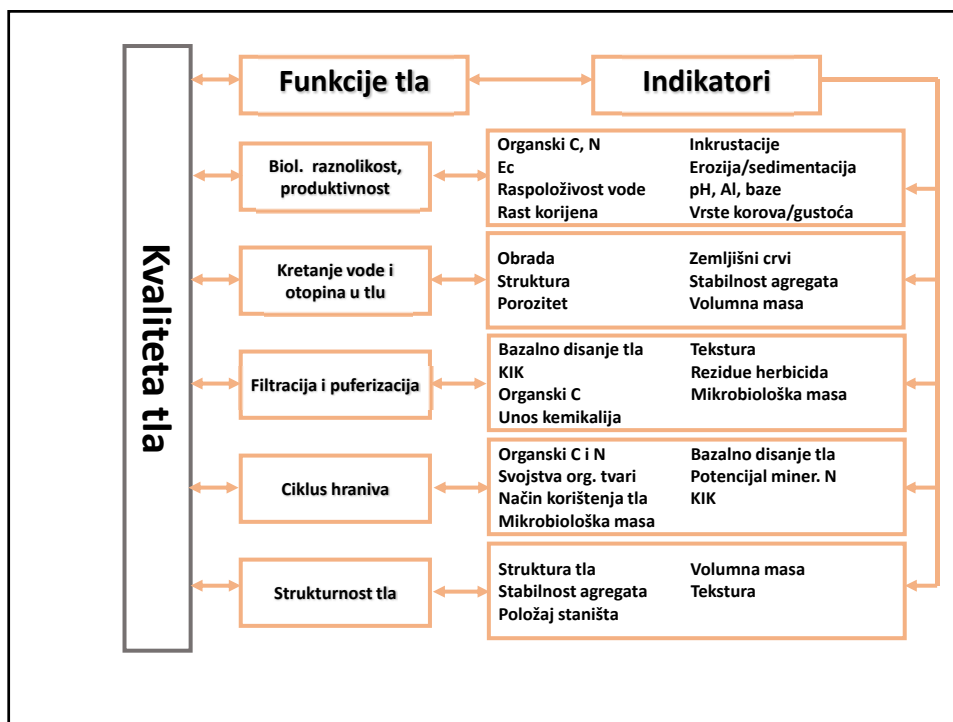 Kvaliteta tla
Funkcije tla
Indikatori
Biol. raznolikost,
produktivnost
Organski C, N
Ec
Raspoloživost vode
Rast korijena
Inkrustacije
Erozija/sedimentacija
pH, Al, baze
Vrste korova/gustoća
Kretanje vode i
otopina u tlu
Obrada
Struktura
Porozitet
Zemljišni crvi
Stabilnost agregata
Volumna masa
Filtracija i puferizacija
Bazalno disanje tla
KIK
Organski C
Unos kemikalija
Tekstura
Rezidue herbicida
Mikrobiološka masa
Ciklus hraniva
Organski C i N
Svojstva org. tvari
Način korištenja tla
Mikrobiološka masa
Bazalno disanje tla
Potencijal miner. N
KIK
Strukturnost tla
Struktura tla
Stabilnost agregata
Položaj staništa
Volumna masa
Tekstura